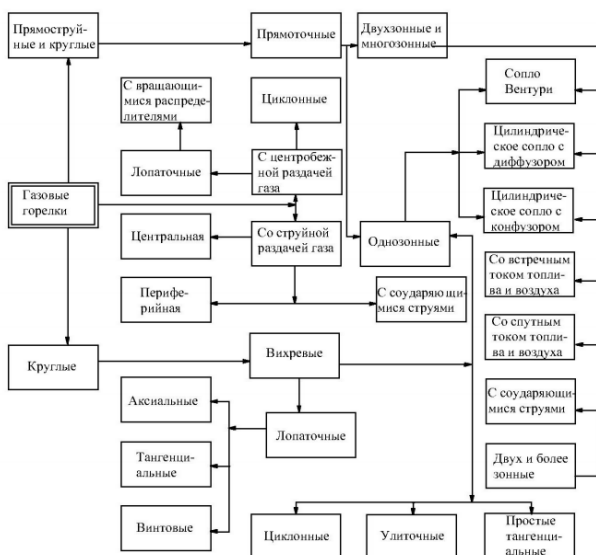 Прямоструй-
ные и круглые
Прямоточные
Двухзонные и
многозонные
С вращающи-
мися распреде-
лителями
Циклонные
Сопло
Вентури
Лопаточные
С центробеж-
ной раздачей
газа
Цилиндриче-
ское сопло с
диффузором
Газовые
горелки
Центральная
Со струйной
раздачей газа
Однозонные
Цилиндриче-
ское сопло с
конфузором
Перифе-
рийная
С соударяющи-
мися струями
Со встречным
током топли-
ва и воздуха
Круглые
Вихревые
Со спутным
током топли-
ва и воздуха
Аксиальные
Лопаточные
С соударяющи-
мися струями
Танген-
циальные
Двух и более
зонные
Винтовые
Циклонные
Улиточные
Простые
тангенци-
альные